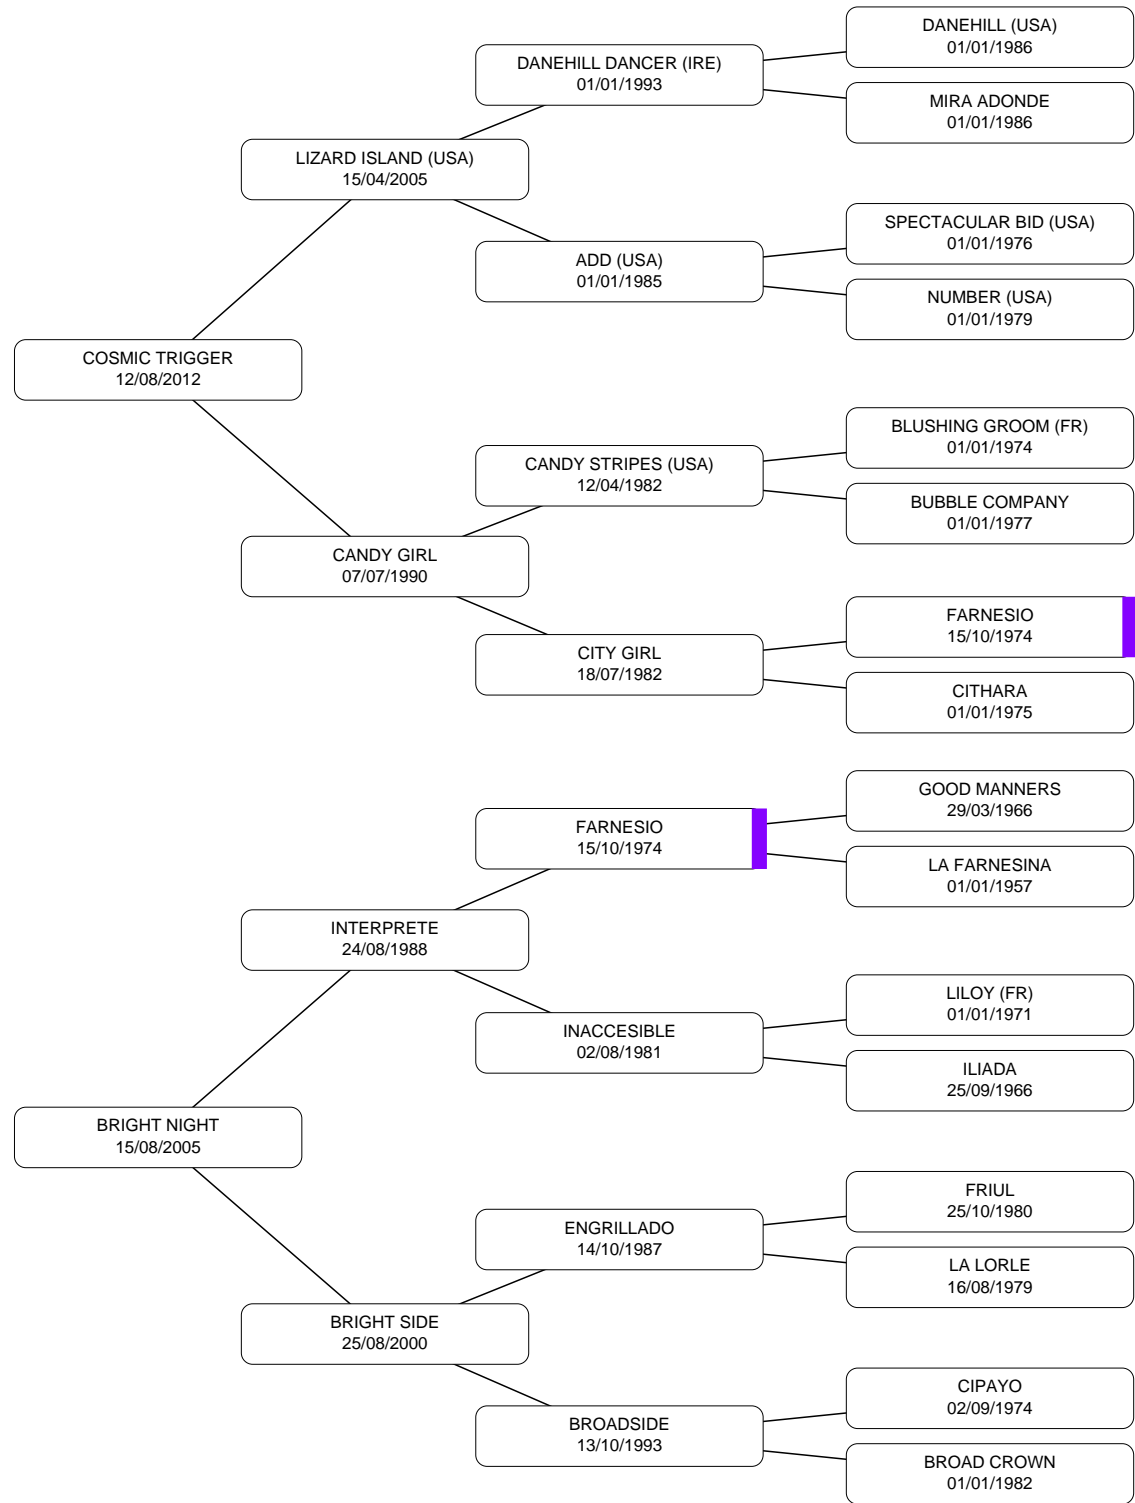 DANEHILL (USA)
01/01/1986
DANEHILL DANCER (IRE)
01/01/1993
MIRA ADONDE
01/01/1986
LIZARD ISLAND (USA)
15/04/2005
SPECTACULAR BID (USA)
01/01/1976
ADD (USA)
01/01/1985
NUMBER (USA)
01/01/1979
COSMIC TRIGGER
12/08/2012
BLUSHING GROOM (FR)
01/01/1974
CANDY STRIPES (USA)
12/04/1982
BUBBLE COMPANY
01/01/1977
CANDY GIRL
07/07/1990
FARNESIO
15/10/1974
CITY GIRL
18/07/1982
CITHARA
01/01/1975
GOOD MANNERS
29/03/1966
FARNESIO
15/10/1974
LA FARNESINA
01/01/1957
INTERPRETE
24/08/1988
LILOY (FR)
01/01/1971
INACCESIBLE
02/08/1981
ILIADA
25/09/1966
BRIGHT NIGHT
15/08/2005
FRIUL
25/10/1980
ENGRILLADO
14/10/1987
LA LORLE
16/08/1979
BRIGHT SIDE
25/08/2000
CIPAYO
02/09/1974
BROADSIDE
13/10/1993
BROAD CROWN
01/01/1982